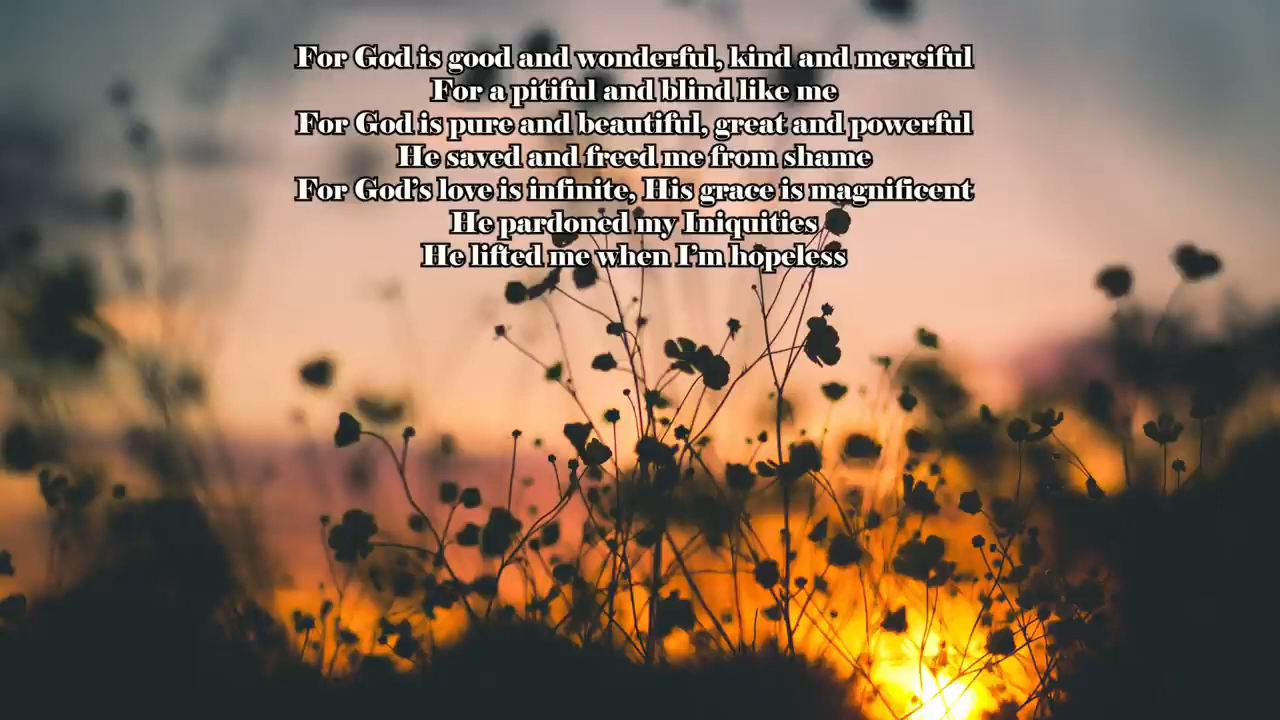 For God is good and wonderful, kind and merciful
For a pitiful and blind like me
For God is pure and beautiful, great and powerful
He saved and freed me from shame
For God's love is infinite, His grace is magnificent
He pardoned my Iniquities
He lifted me when I'm hopeless